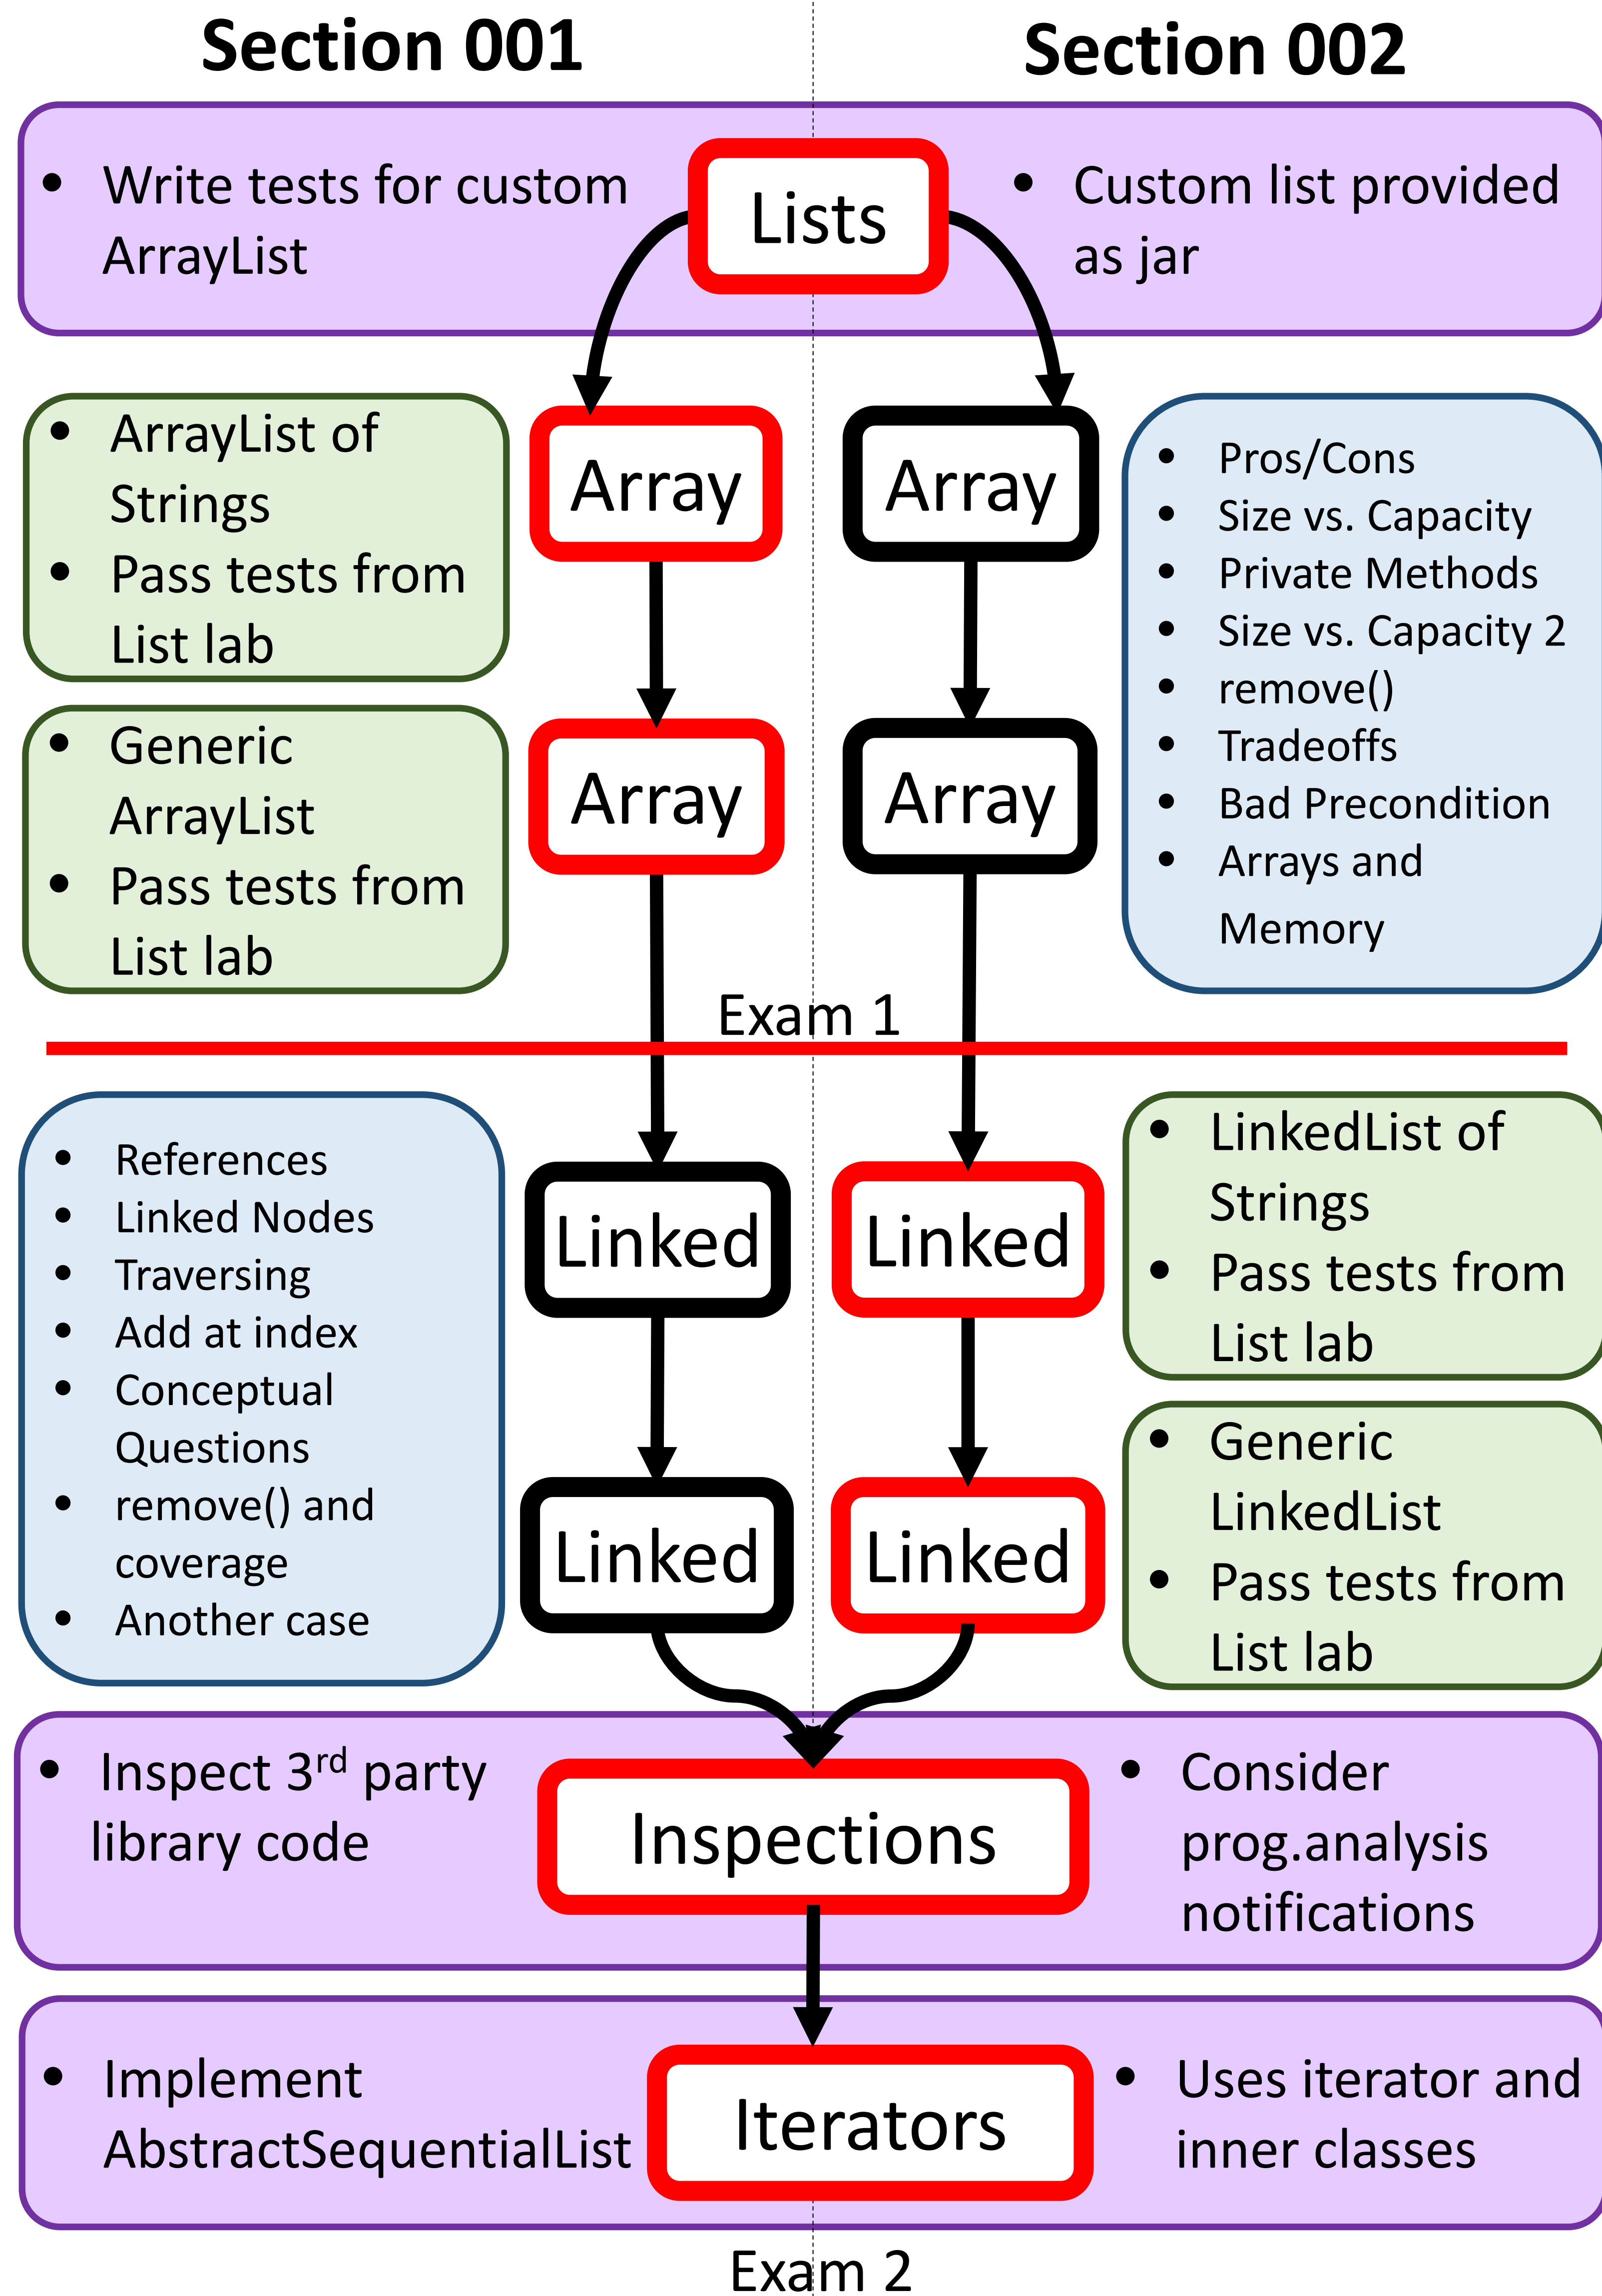 Section 001
Section 002
• Write tests for custom
ArrayList
Lists
• Custom list provided
as jar
• ArrayList of
Strings
• Pass tests from
List lab
Array
Array
• Generic
ArrayList
• Pass tests from
List lab
Array
Array
• Pros/Cons
• Size vs. Capacity
• Private Methods
• Size vs. Capacity 2
• remove()
• Tradeoffs
• Bad Precondition
• Arrays and
Memory
Exam 1
• References
• Linked Nodes
• Traversing
• Add at index
• Conceptual
Questions
• remove() and
coverage
• Another case
Linked
Linked
Linked
Linked
• LinkedList of
Strings
• Pass tests from
List lab
• Generic
LinkedList
• Pass tests from
List lab
• Inspect 3rd party
library code
Inspections
• Consider
prog.analysis
notifications
• Implement
AbstractSequentialList
Iterators
• Uses iterator and
inner classes
Exam 2